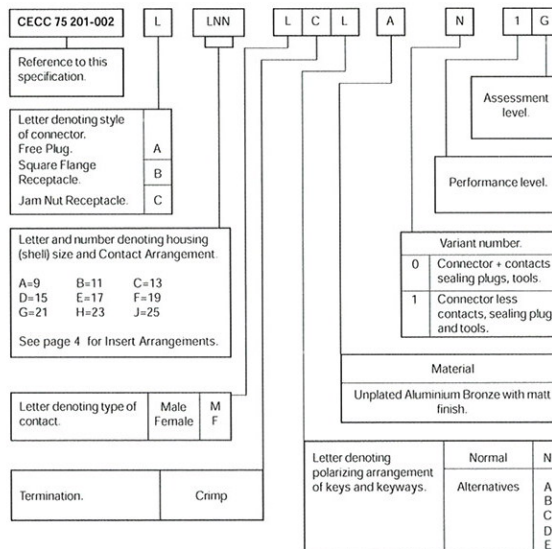 CECC 75 201-002 L LNN L C L A N 1 G
Reference to this
specification.
Assessment
level.
Letter denoting style
of connector.
Free Plug. A
Square Flange
Receptacle. B
Jam Nut Receptacle. C
Performance level.
Letter and number denoting housing
(shell) size and Contact Arrangement.
A=9 B=11 C=13
D=15 E=17 F=19
G=21 H=23 J=25
See page 4 for Insert Arrangements.
Variant number.
0 Connector + contacts
sealing plugs, tools.
1 Connector less
contacts, sealing plug
and tools.
Material
Unplated Aluminium Bronze with matt
finish.
Letter denoting type of
contact.
Male M
Female F
Termination. Crimp
Letter denoting
polarizing arrangement
of keys and keyways.
Normal N
Alternatives A
B
C
D
E